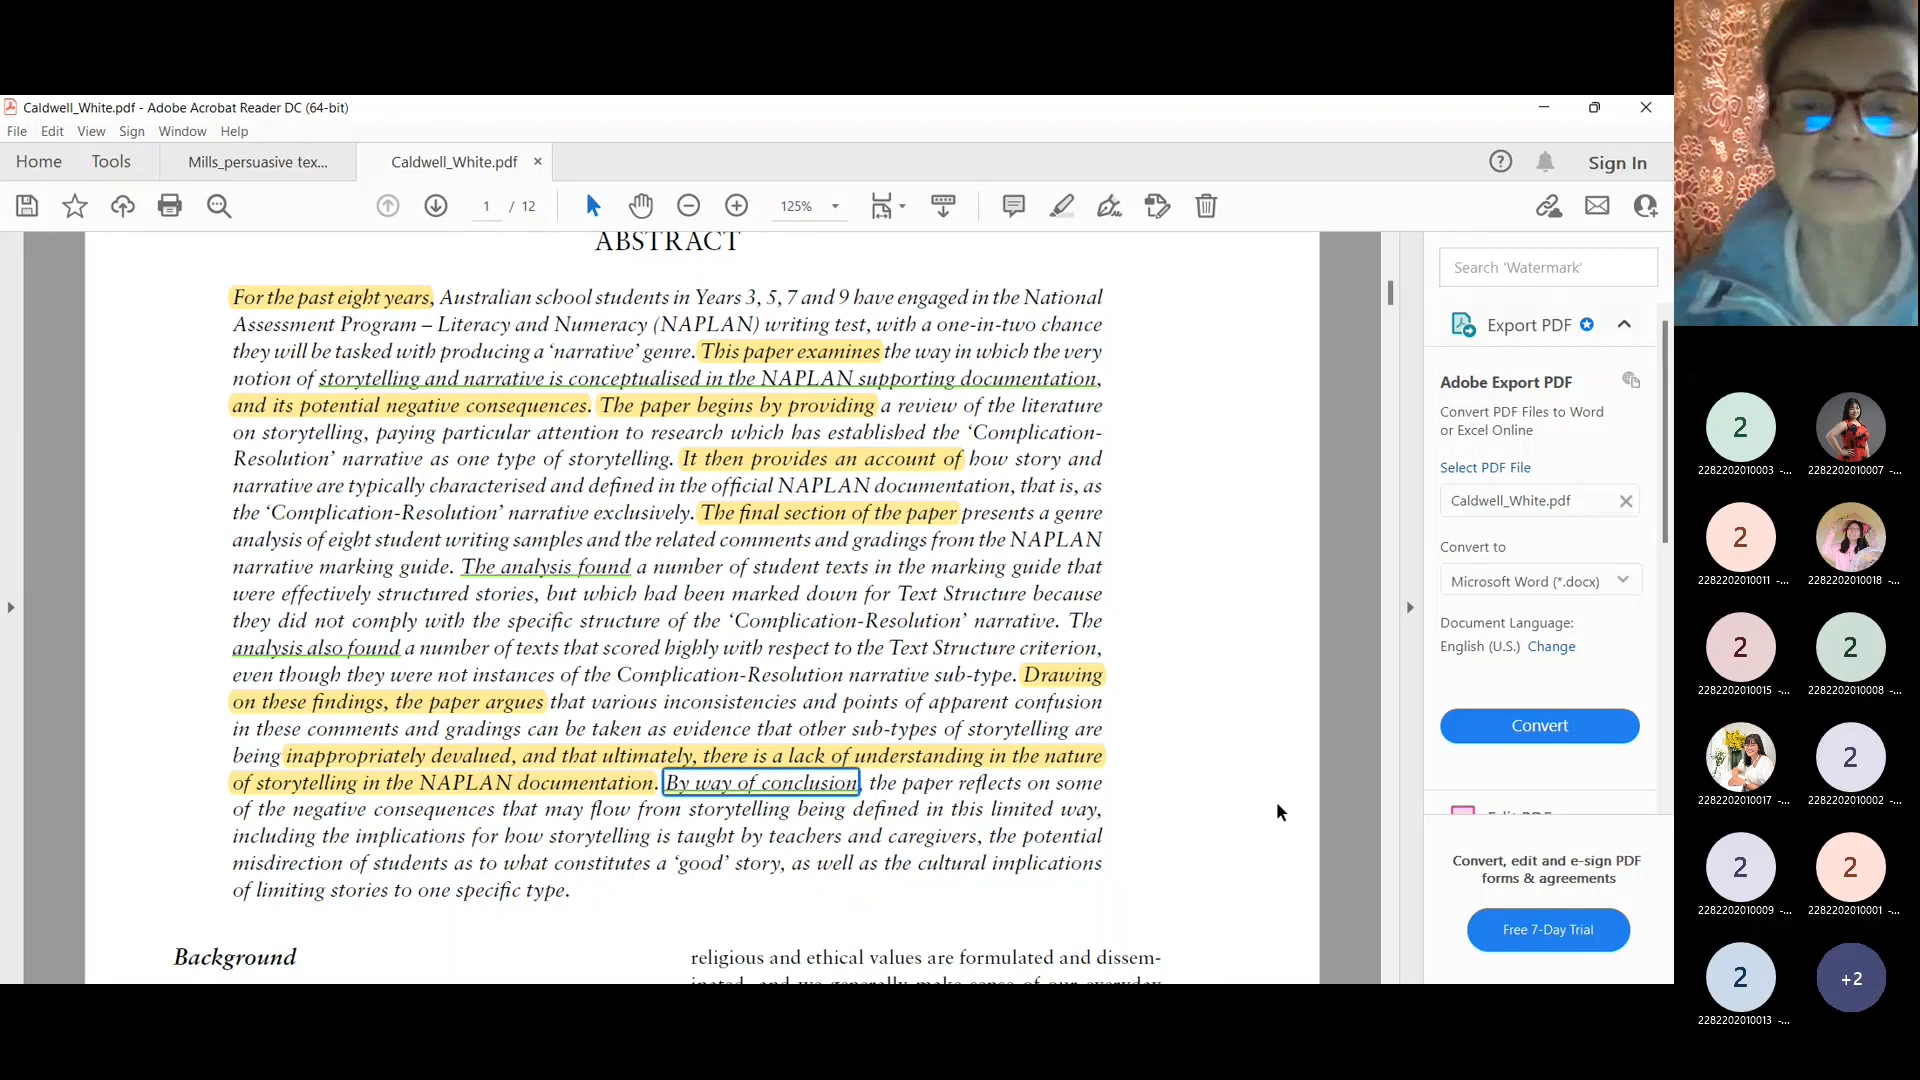 Caldwell_White.pdf - Adobe Acrobat Reader DC (64-bit)
File Edit View Sign Window Help
Home Tools Mills_persuasive tex... Caldwell_White.pdf × Sign In
1 / 12 125%
ABSTRACT
For the past eight years, Australian school students in Years 3, 5, 7 and 9 have engaged in the National
Assessment Program – Literacy and Numeracy (NAPLAN) writing test, with a one-in-two chance
they will be tasked with producing a ‘narrative’ genre. This paper examines the way in which the very
notion of storytelling and narrative is conceptualised in the NAPLAN supporting documentation,
and its potential negative consequences. The paper begins by providing a review of the literature
on storytelling, paying particular attention to research which has established the ‘Complication-
Resolution’ narrative as one type of storytelling. It then provides an account of how story and
narrative are typically characterised and defined in the official NAPLAN documentation, that is, as
the ‘Complication-Resolution’ narrative exclusively. The final section of the paper presents a genre
analysis of eight student writing samples and the related comments and gradings from the NAPLAN
narrative marking guide. The analysis found a number of student texts in the marking guide that
were effectively structured stories, but which had been marked down for Text Structure because
they did not comply with the specific structure of the ‘Complication-Resolution’ narrative. The
analysis also found a number of texts that scored highly with respect to the Text Structure criterion,
even though they were not instances of the Complication-Resolution narrative sub-type. Drawing
on these findings, the paper argues that various inconsistencies and points of apparent confusion
in these comments and gradings can be taken as evidence that other sub-types of storytelling are
being inappropriately devalued, and that ultimately, there is a lack of understanding in the nature
of storytelling in the NAPLAN documentation. By way of conclusion, the paper reflects on some
of the negative consequences that may flow from storytelling being defined in this limited way,
including the implications for how storytelling is taught by teachers and caregivers, the potential
misdirection of students as to what constitutes a ‘good’ story, as well as the cultural implications
of limiting stories to one specific type.
Background
religious and ethical values are formulated and dissem-
inated, and we generally make sense of our everyday
Search 'Watermark'
Export PDF
Adobe Export PDF
Convert PDF Files to Word
or Excel Online
Select PDF File
Caldwell_White.pdf
Convert to
Microsoft Word (*.docx)
Document Language:
English (U.S.) Change
Convert
Edit PDF
Convert, edit and e-sign PDF
forms & agreements
Free 7-Day Trial
2
2282202010003 -... 2282202010007 -...
2
2282202010011 -... 2282202010018 -...
2 2
2282202010015 -... 2282202010008 -...
2
2282202010017 -... 2282202010002 -...
2 2
2282202010009 -... 2282202010001 -...
2 +2
2282202010013 -...